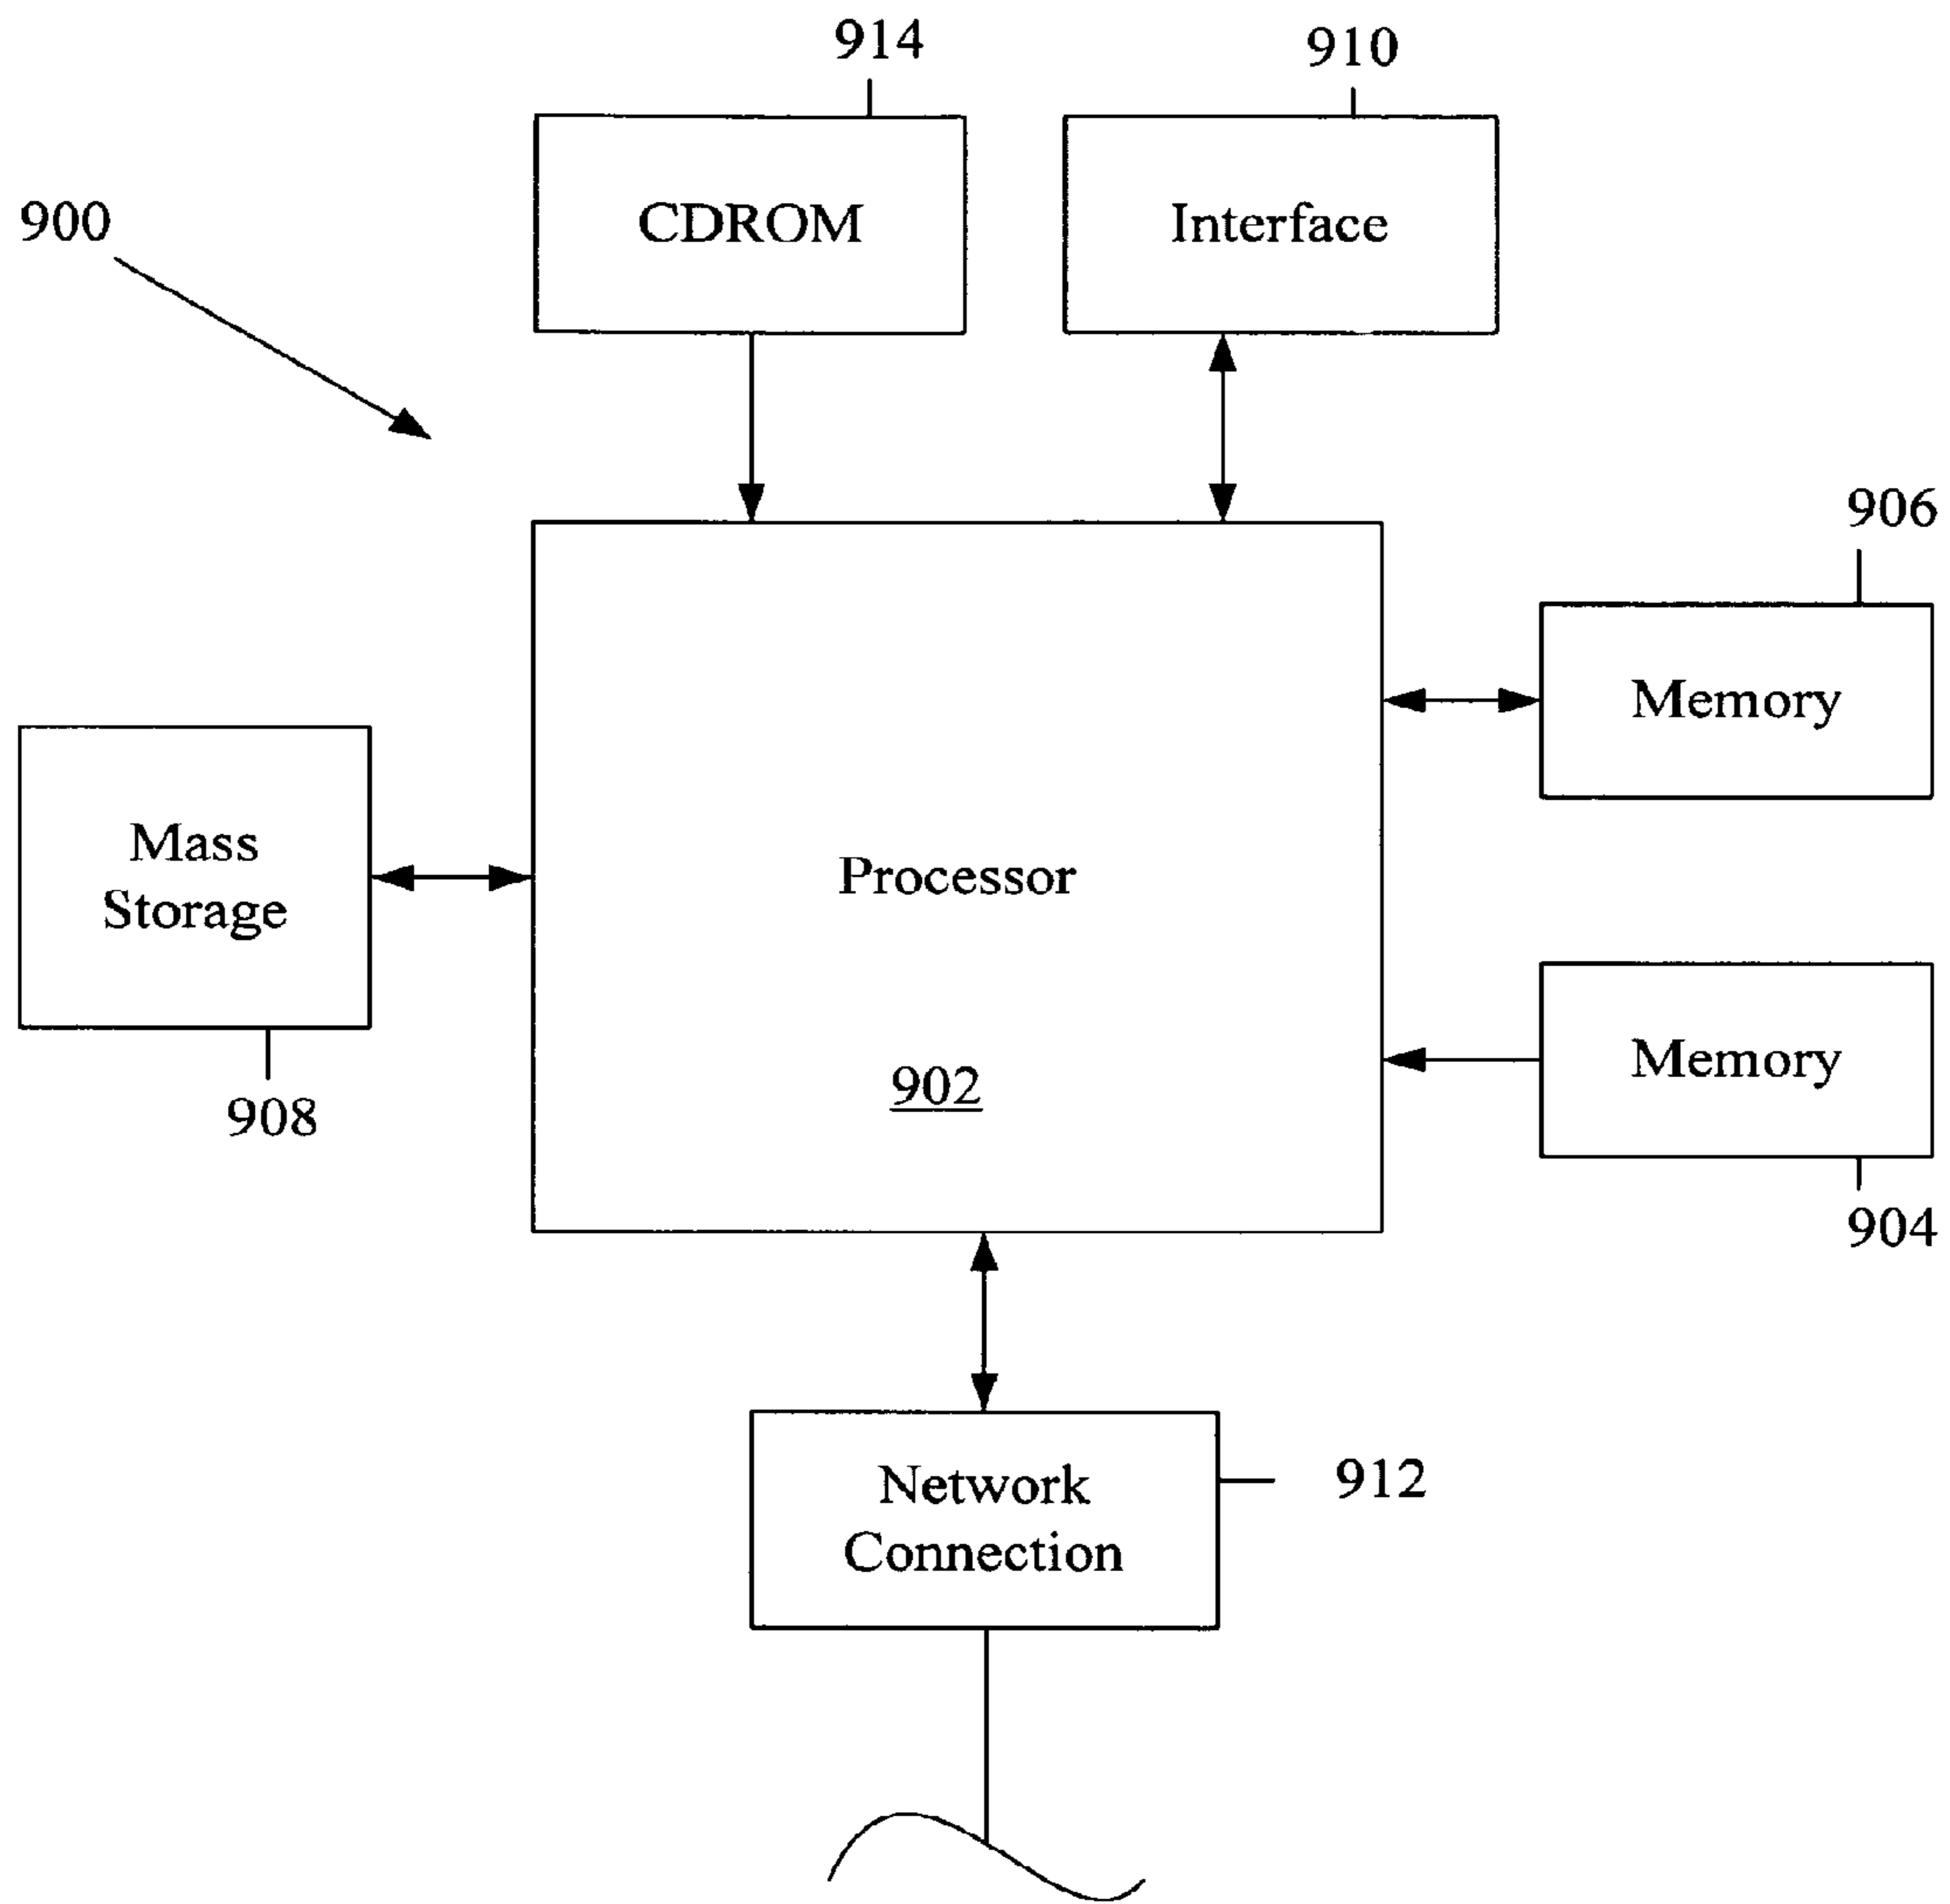 914
910
CDROM
Interface
900
906
Memory
Mass
Storage
Processor
908
902
Memory
904
Network
Connection
912